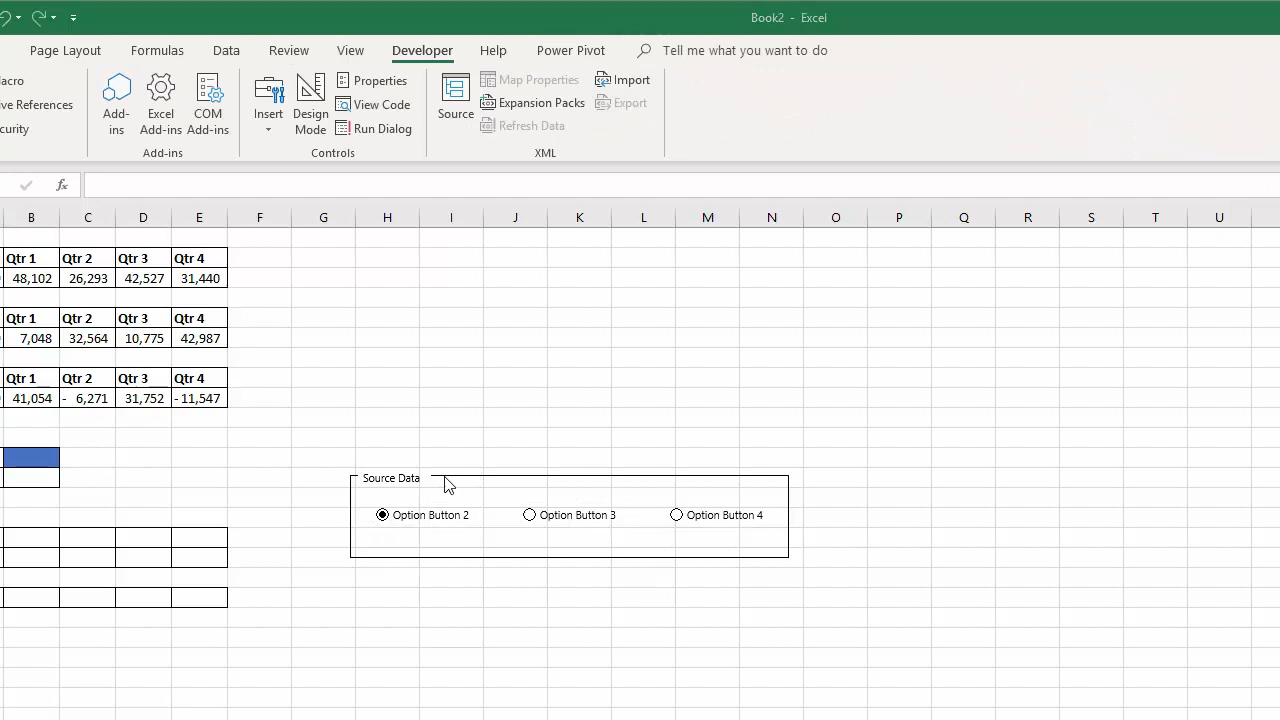 Book2 - Excel
Page Layout Formulas Data Review View Developer Help Power Pivot Tell me what you want to do
Properties
Map Properties
Import
View Code
Expansion Packs
Export
Add-ins
Excel Add-ins
COM Add-ins
Insert
Design Mode
Run Dialog
Source
Refresh Data
Add-ins Controls XML
fx
B C D E F G H I J K L M N O P Q R S T U
Qtr 1 Qtr 2 Qtr 3 Qtr 4
48,102 26,293 42,527 31,440
Qtr 1 Qtr 2 Qtr 3 Qtr 4
7,048 32,564 10,775 42,987
Qtr 1 Qtr 2 Qtr 3 Qtr 4
41,054 - 6,271 31,752 - 11,547
Source Data
Option Button 2 Option Button 3 Option Button 4